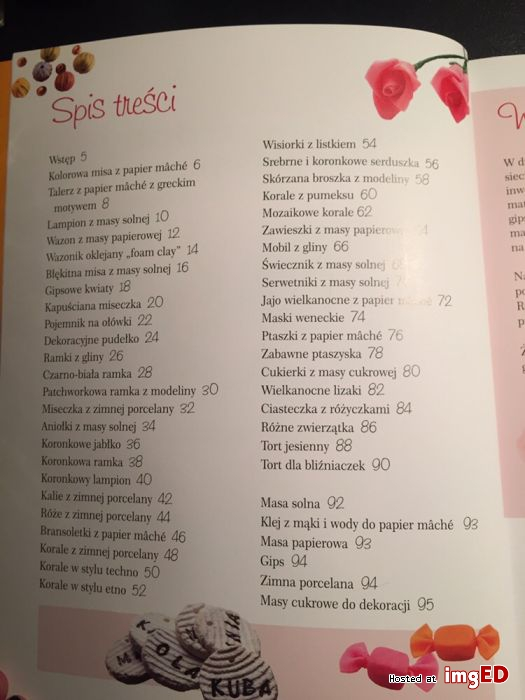 Spis treści
Wstęp 5
Kolorowa misa z papier mâché 6
Talerz z papier mâché z greckim
motywem 8
Lampion z masy solnej 10
Wazon z masy papierowej 12
Wazonik oklejany „foam clay” 14
Błękitna misa z masy solnej 16
Gipsowe kwiaty 18
Kapuściana miseczka 20
Pojemnik na ołówki 22
Dekoracyjne pudełko 24
Ramki z gliny 26
Czarno-biała ramka 28
Patchworkowa ramka z modeliny 30
Miseczka z zimnej porcelany 32
Aniołki z masy solnej 34
Koronkowe jabłko 36
Koronkowa ramka 38
Koronkowy lampion 40
Kalie z zimnej porcelany 42
Róże z zimnej porcelany 44
Bransoletki z papier mâché 46
Korale z zimnej porcelany 48
Korale w stylu techno 50
Korale w stylu etno 52
Wisiorki z listkiem 54
Srebrne i koronkowe serduszka 56
Skórzana broszka z modeliny 58
Korale z pumeksu 60
Mozaikowe korale 62
Zawieszki z masy papierowej
Mobil z gliny 66
Świecznik z masy solnej
Serwetniki z masy solnej
Jajo wielkanocne z papier mâché 72
Maski weneckie 74
Ptaszki z papier mâché 76
Zabawne ptaszyska 78
Cukierki z masy cukrowej 80
Wielkanocne lizaki 82
Ciasteczka z różyczkami 84
Różne zwierzątka 86
Tort jesienny 88
Tort dla bliźniaczek 90
Masa solna 92
Klej z mąki i wody do papier mâché 93
Masa papierowa 93
Gips 94
Zimna porcelana 94
Masy cukrowe do dekoracji 95
W
W d
siec
inw
mat
gip
ma
na
Na
po
R
p
OLA
NIA
KUBA
Hosted at imgED